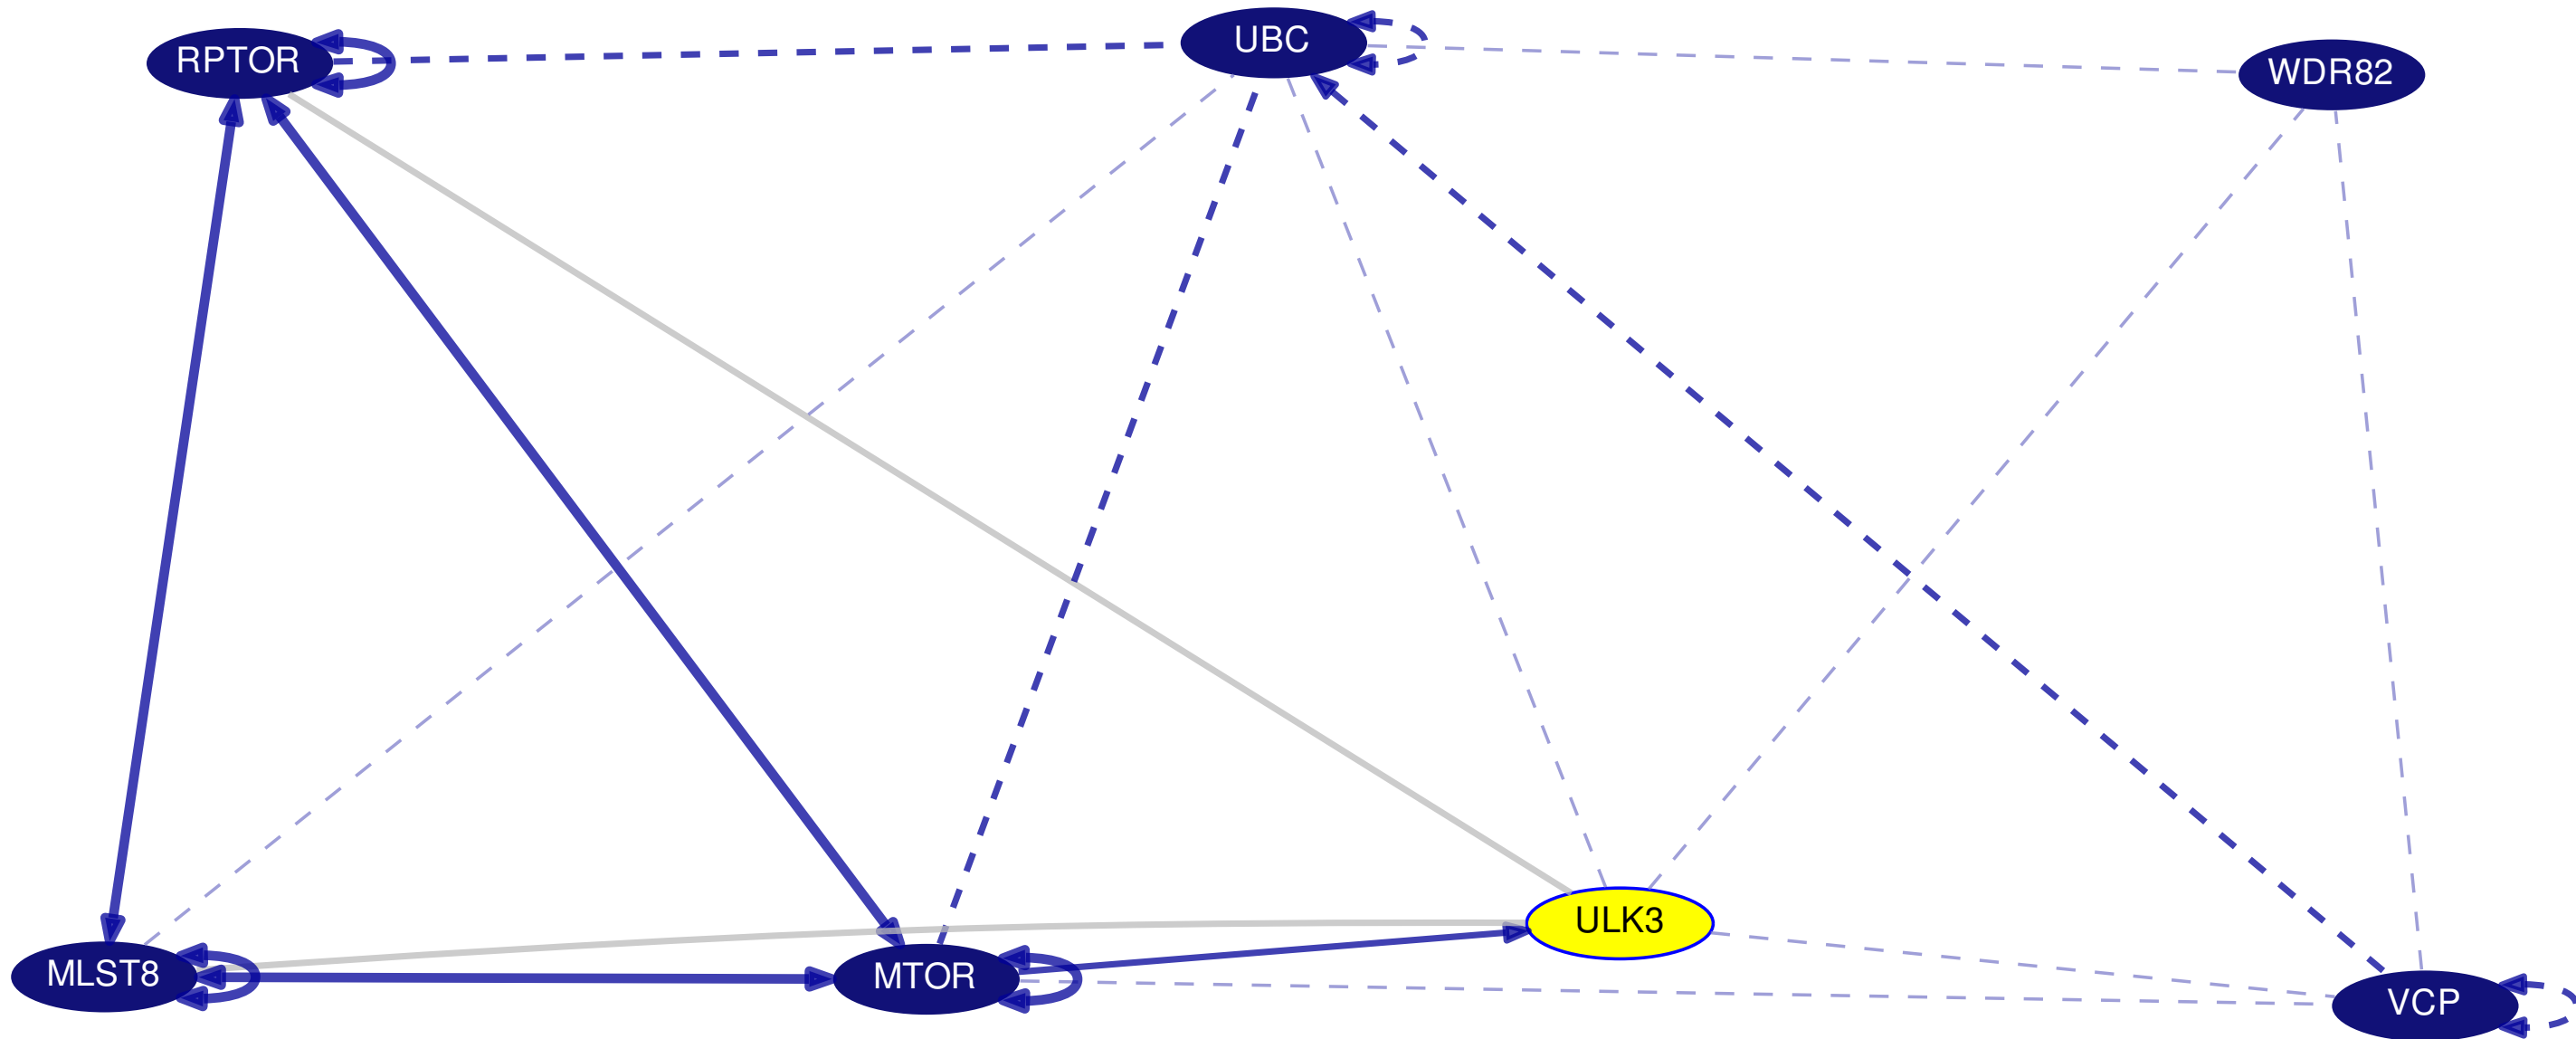 RPTOR
UBC
WDR82
ULK3
MLST8
MTOR
VCP